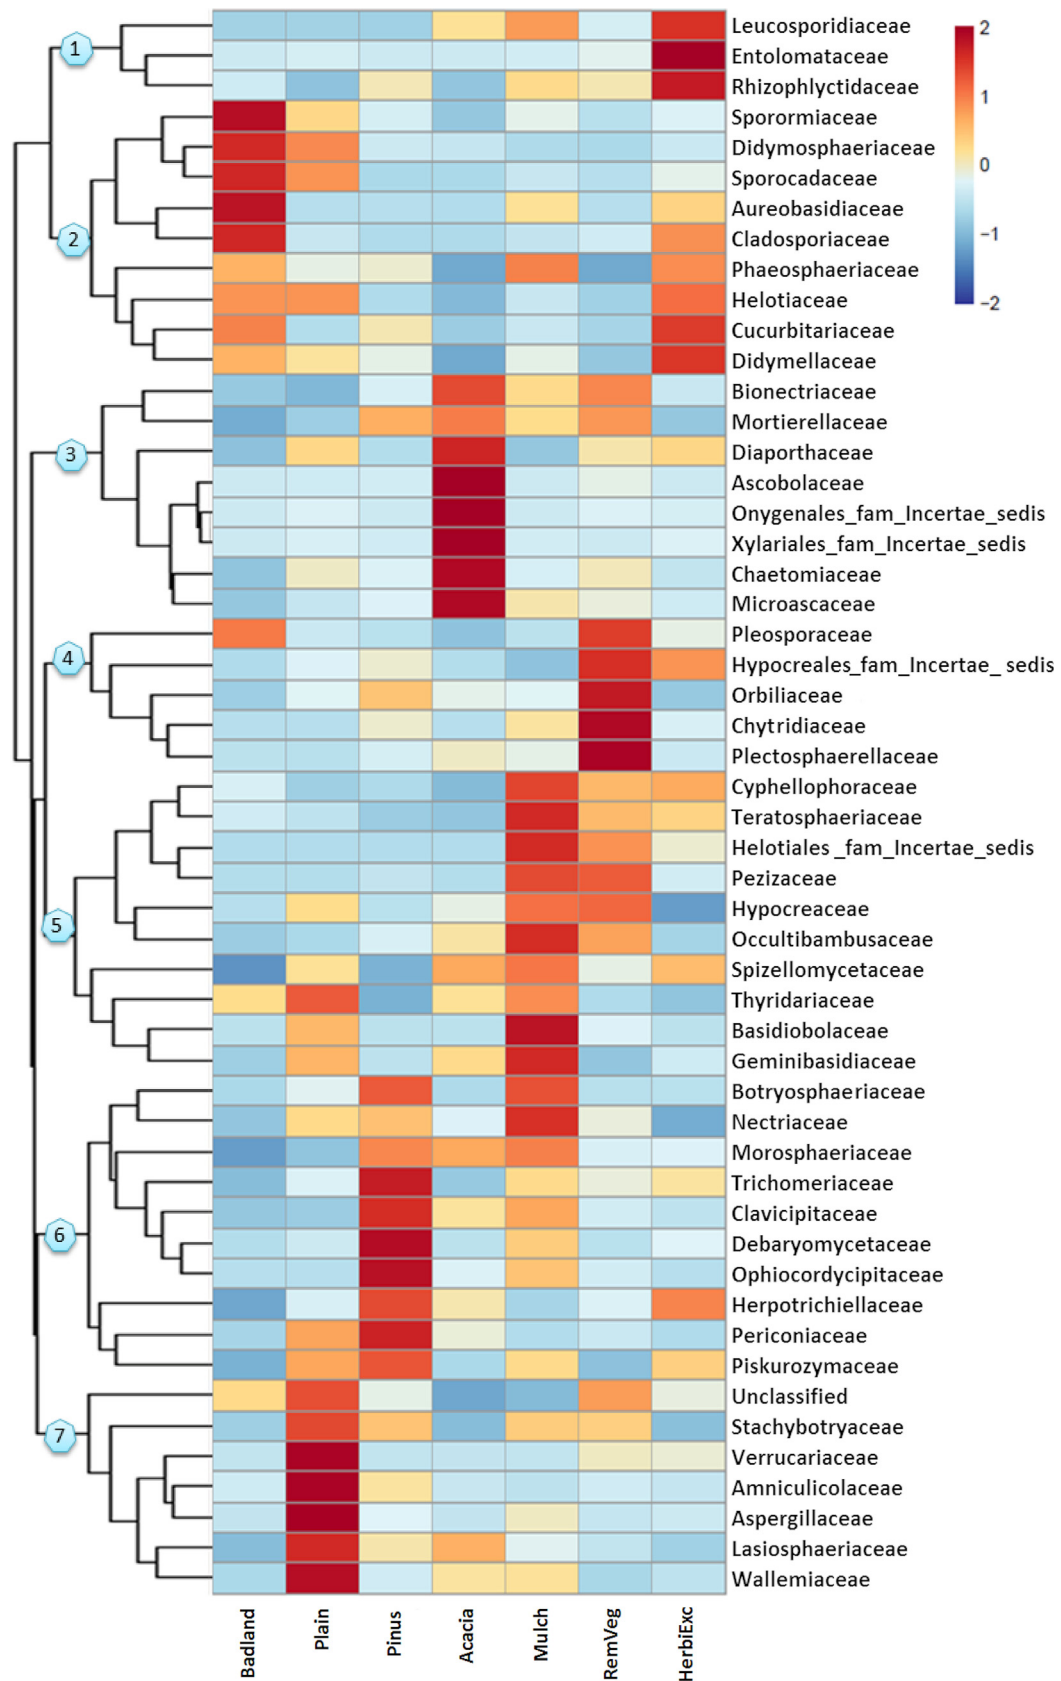 Leucosporidiaceae
Entolomataceae
Rhizophlyctidaceae
Sporormiaceae
Didymosphaeriaceae
Sporocadaceae
Aureobasidiaceae
Cladosporiaceae
Phaeosphaeriaceae
Helotiaceae
Cucurbitariaceae
Didymellaceae
Bionectriaceae
Mortierellaceae
Diaporthaceae
Ascobolaceae
Onygenales_fam_Incertae_sedis
Xylariales_fam_Incertae_sedis
Chaetomiaceae
Microascaceae
Pleosporaceae
Hypocreales_fam_Incertae_ sedis
Orbiliaceae
Chytridiaceae
Plectosphaerellaceae
Cyphellophoraceae
Teratosphaeriaceae
Helotiales _fam_Incertae_sedis
Pezizaceae
Hypocreaceae
Occultibambusaceae
Spizellomycetaceae
Thyridariaceae
Basidiobolaceae
Geminibasidiaceae
Botryosphaeriaceae
Nectriaceae
Morosphaeriaceae
Trichomeriaceae
Clavicipitaceae
Debaryomycetaceae
Ophiocordycipitaceae
Herpotrichiellaceae
Periconiaceae
Piskurozymaceae
Unclassified
Stachybotryaceae
Verrucariaceae
Amniculicolaceae
Aspergillaceae
Lasiosphaeriaceae
Wallemiaceae
1
2
3
4
5
6
7
2
1
0
−1
−2
Badland
Plain
Pinus
Acacia
Mulch
RemVeg
HerbiExc